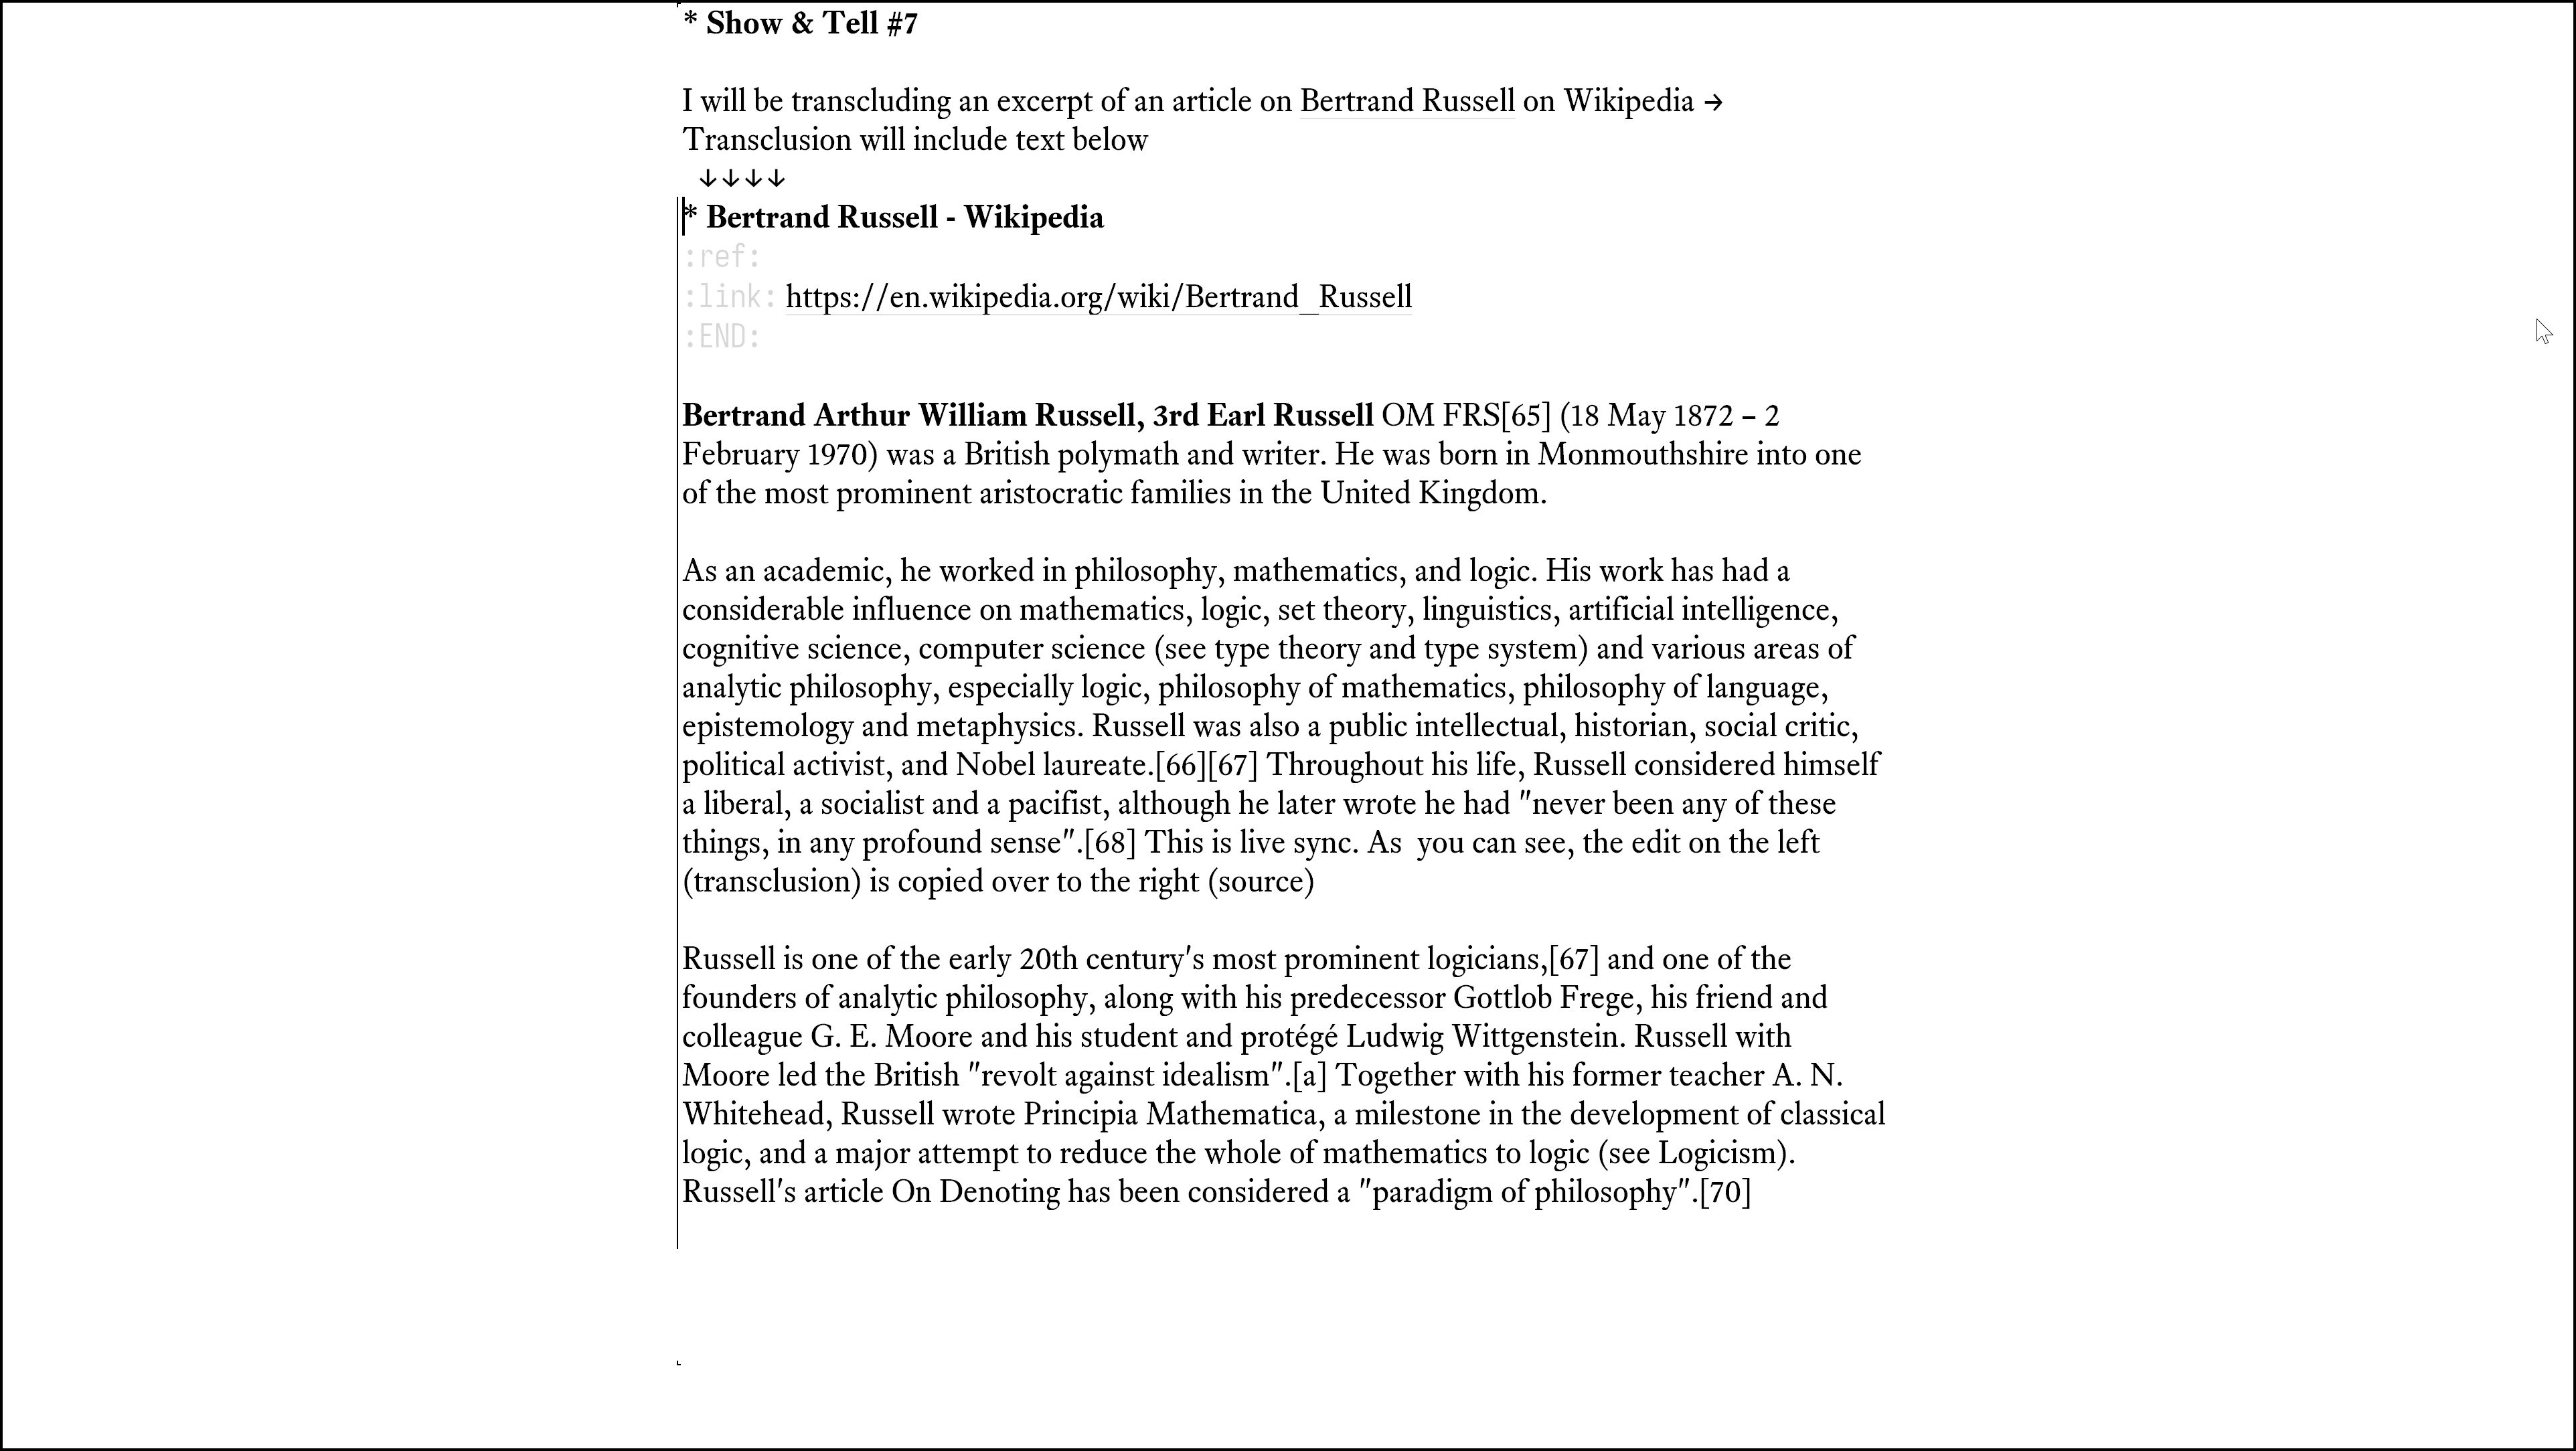 * Show & Tell #7
I will be transcluding an excerpt of an article on Bertrand Russell on Wikipedia →
Transclusion will include text below
↓↓↓↓
* Bertrand Russell - Wikipedia
:ref:
:link: https://en.wikipedia.org/wiki/Bertrand_Russell
:END:
Bertrand Arthur William Russell, 3rd Earl Russell OM FRS[65] (18 May 1872 – 2
February 1970) was a British polymath and writer. He was born in Monmouthshire into one
of the most prominent aristocratic families in the United Kingdom.
As an academic, he worked in philosophy, mathematics, and logic. His work has had a
considerable influence on mathematics, logic, set theory, linguistics, artificial intelligence,
cognitive science, computer science (see type theory and type system) and various areas of
analytic philosophy, especially logic, philosophy of mathematics, philosophy of language,
epistemology and metaphysics. Russell was also a public intellectual, historian, social critic,
political activist, and Nobel laureate.[66][67] Throughout his life, Russell considered himself
a liberal, a socialist and a pacifist, although he later wrote he had "never been any of these
things, in any profound sense".[68] This is live sync. As  you can see, the edit on the left
(transclusion) is copied over to the right (source)
Russell is one of the early 20th century's most prominent logicians,[67] and one of the
founders of analytic philosophy, along with his predecessor Gottlob Frege, his friend and
colleague G. E. Moore and his student and protégé Ludwig Wittgenstein. Russell with
Moore led the British "revolt against idealism".[a] Together with his former teacher A. N.
Whitehead, Russell wrote Principia Mathematica, a milestone in the development of classical
logic, and a major attempt to reduce the whole of mathematics to logic (see Logicism).
Russell's article On Denoting has been considered a "paradigm of philosophy".[70]